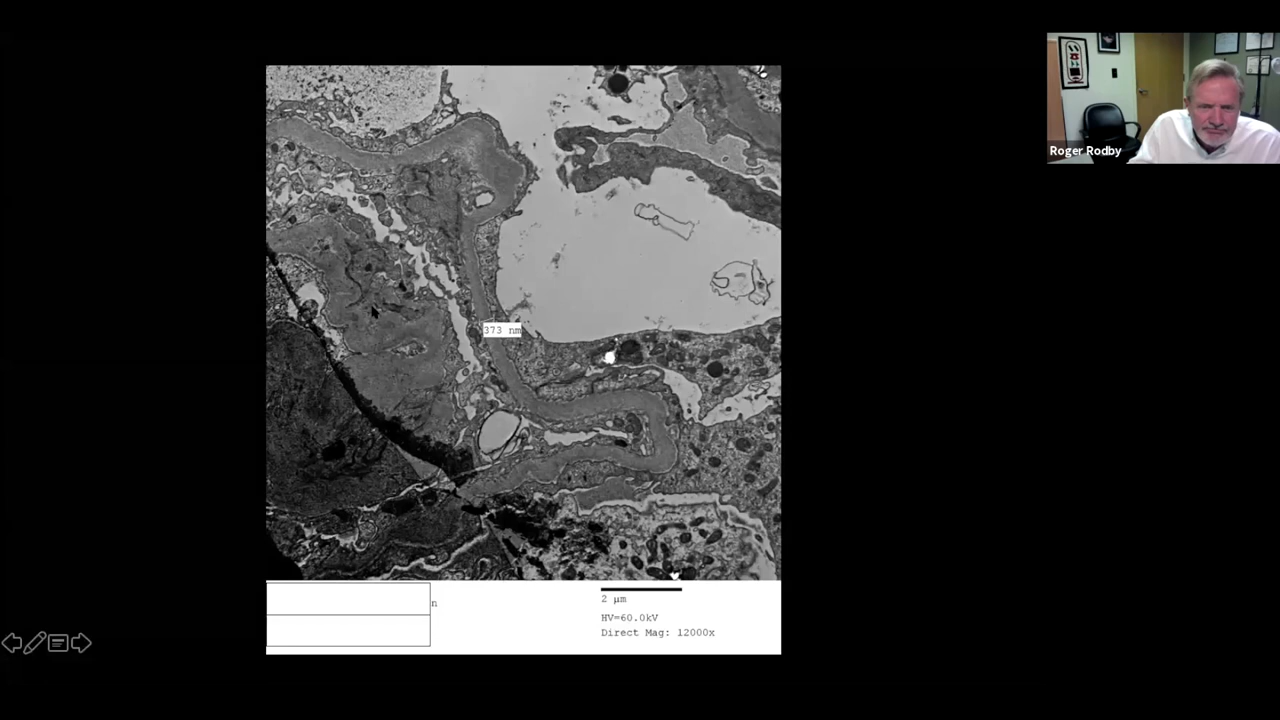 Roger Rodby
373 nm
n
2 µm
HV=60.0kV
Direct Mag: 12000x